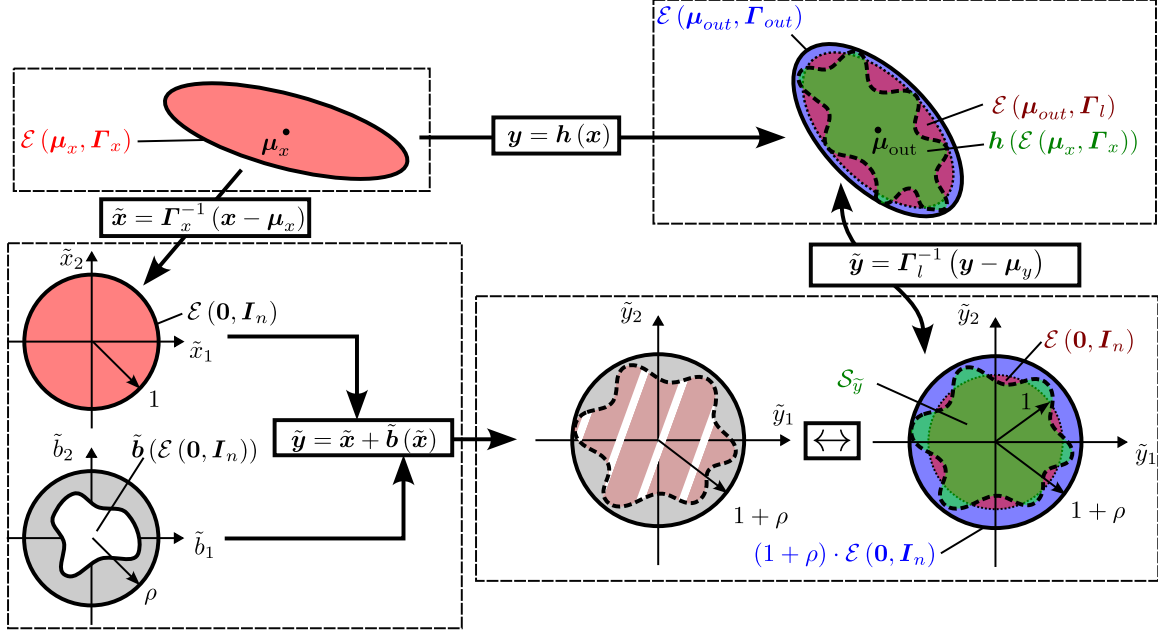 ℰ(μ_out, Γ_out)
ℰ(μ_x, Γ_x)
μ_x
y = h(x)
ℰ(μ_out, Γ_l)
μ_out
h(ℰ(μ_x, Γ_x))
x̃ = Γ_x^{-1}(x − μ_x)
ỹ = Γ_l^{-1}(y − μ_y)
x̃_2
ℰ(0, I_n)
x̃_1
1
b̃_2
b̃(ℰ(0, I_n))
b̃_1
ρ
ỹ = x̃ + b̃(x̃)
ỹ_2
ỹ_1
1 + ρ
↔
ỹ_2
ℰ(0, I_n)
𝒮_ỹ
1
ỹ_1
1 + ρ
(1 + ρ) · ℰ(0, I_n)